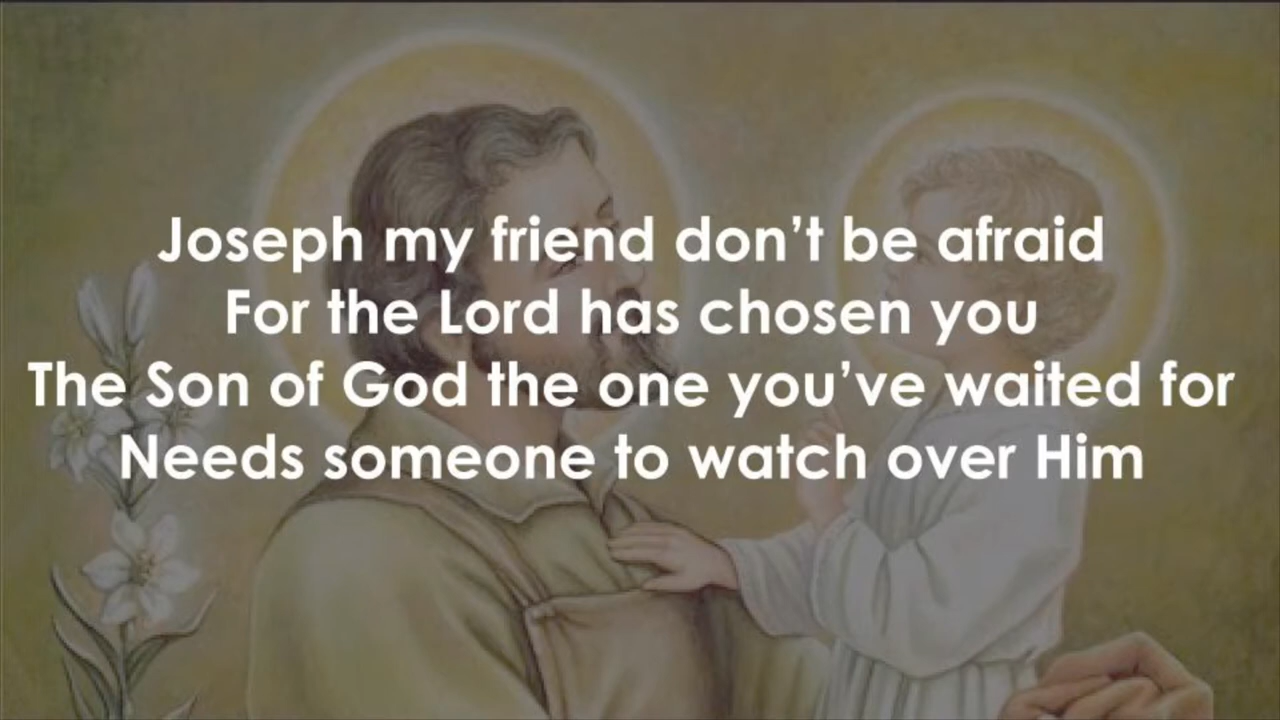 Joseph my friend don’t be afraid
For the Lord has chosen you
The Son of God the one you’ve waited for
Needs someone to watch over Him